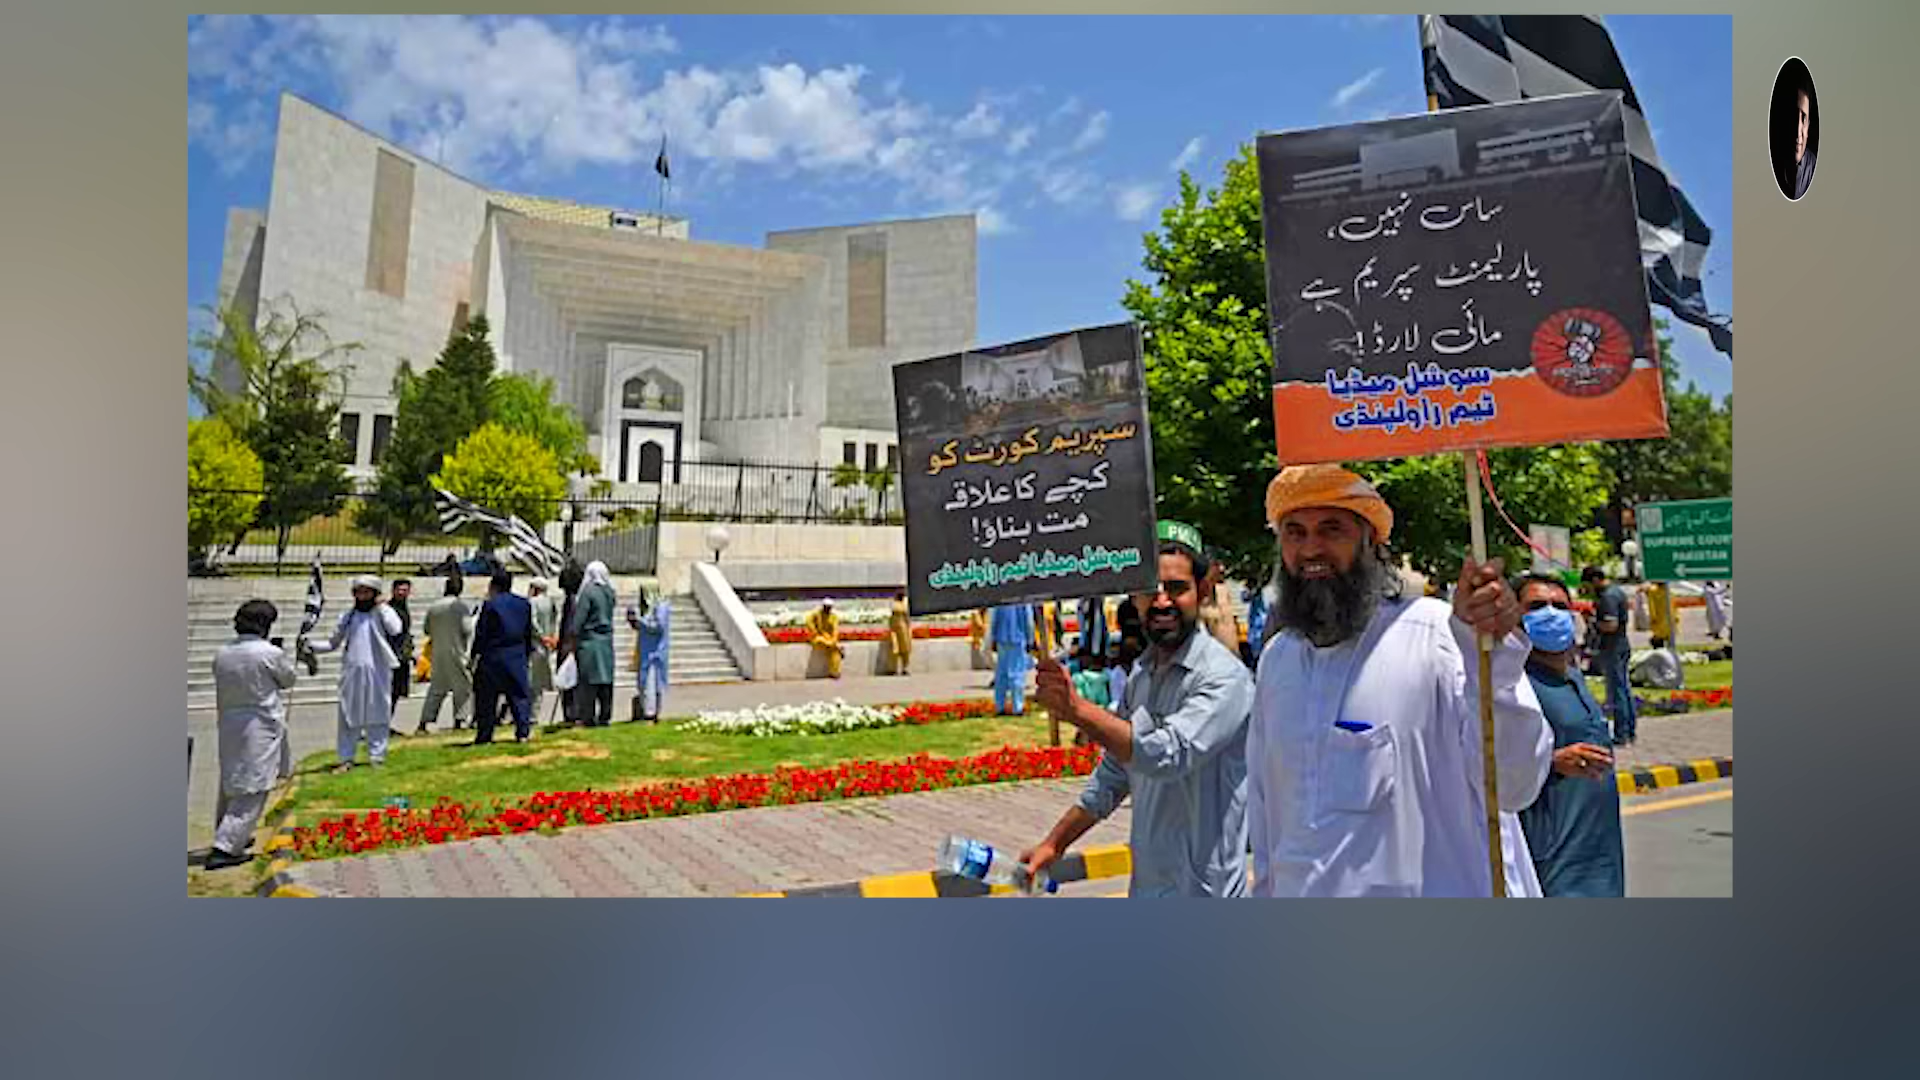 ساس نہیں،
پارلیمنٹ سپریم ہے
مائی لارڈ!
سوشل میڈیا
ٹیم راولپنڈی
سپریم کورٹ کو
کچے کا علاقہ
مت بناؤ!
سوشل میڈیا ٹیم راولپنڈی
SUPREME COURT
PAKISTAN